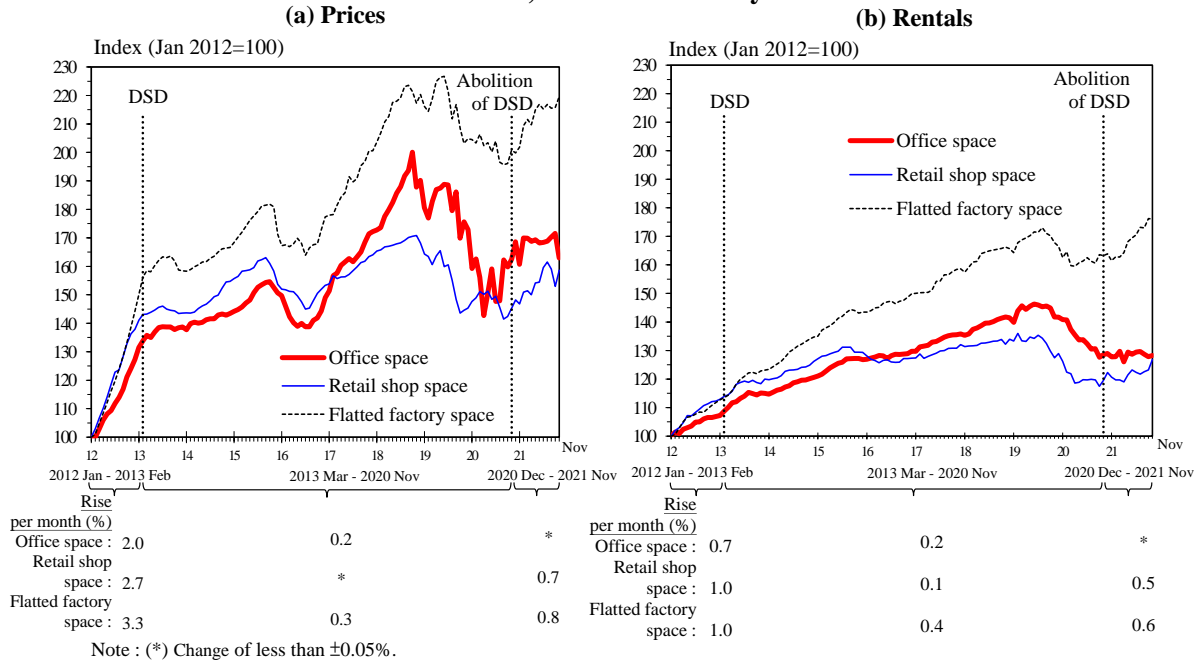 (a) Prices
Index (Jan 2012=100)
230
220
210
200
190
180
170
160
150
140
130
120
110
100
DSD
Abolition
of DSD
Office space
Retail shop space
Flatted factory space
12 13 14 15 16 17 18 19 20 21 Nov
2012 Jan - 2013 Feb 2013 Mar - 2020 Nov 2020 Dec - 2021 Nov
Rise
per month (%)
Office space : 2.0 0.2 *
Retail shop
space : 2.7 * 0.7
Flatted factory
space : 3.3 0.3 0.8
Note : (*) Change of less than ±0.05%.
(b) Rentals
Index (Jan 2012=100)
230
220
210
200
190
180
170
160
150
140
130
120
110
100
DSD
Abolition
of DSD
Office space
Retail shop space
Flatted factory space
12 13 14 15 16 17 18 19 20 21 Nov
2012 Jan - 2013 Feb 2013 Mar - 2020 Nov 2020 Dec - 2021 Nov
Rise
per month (%)
Office space : 0.7 0.2 *
Retail shop
space : 1.0 0.1 0.5
Flatted factory
space : 1.0 0.4 0.6